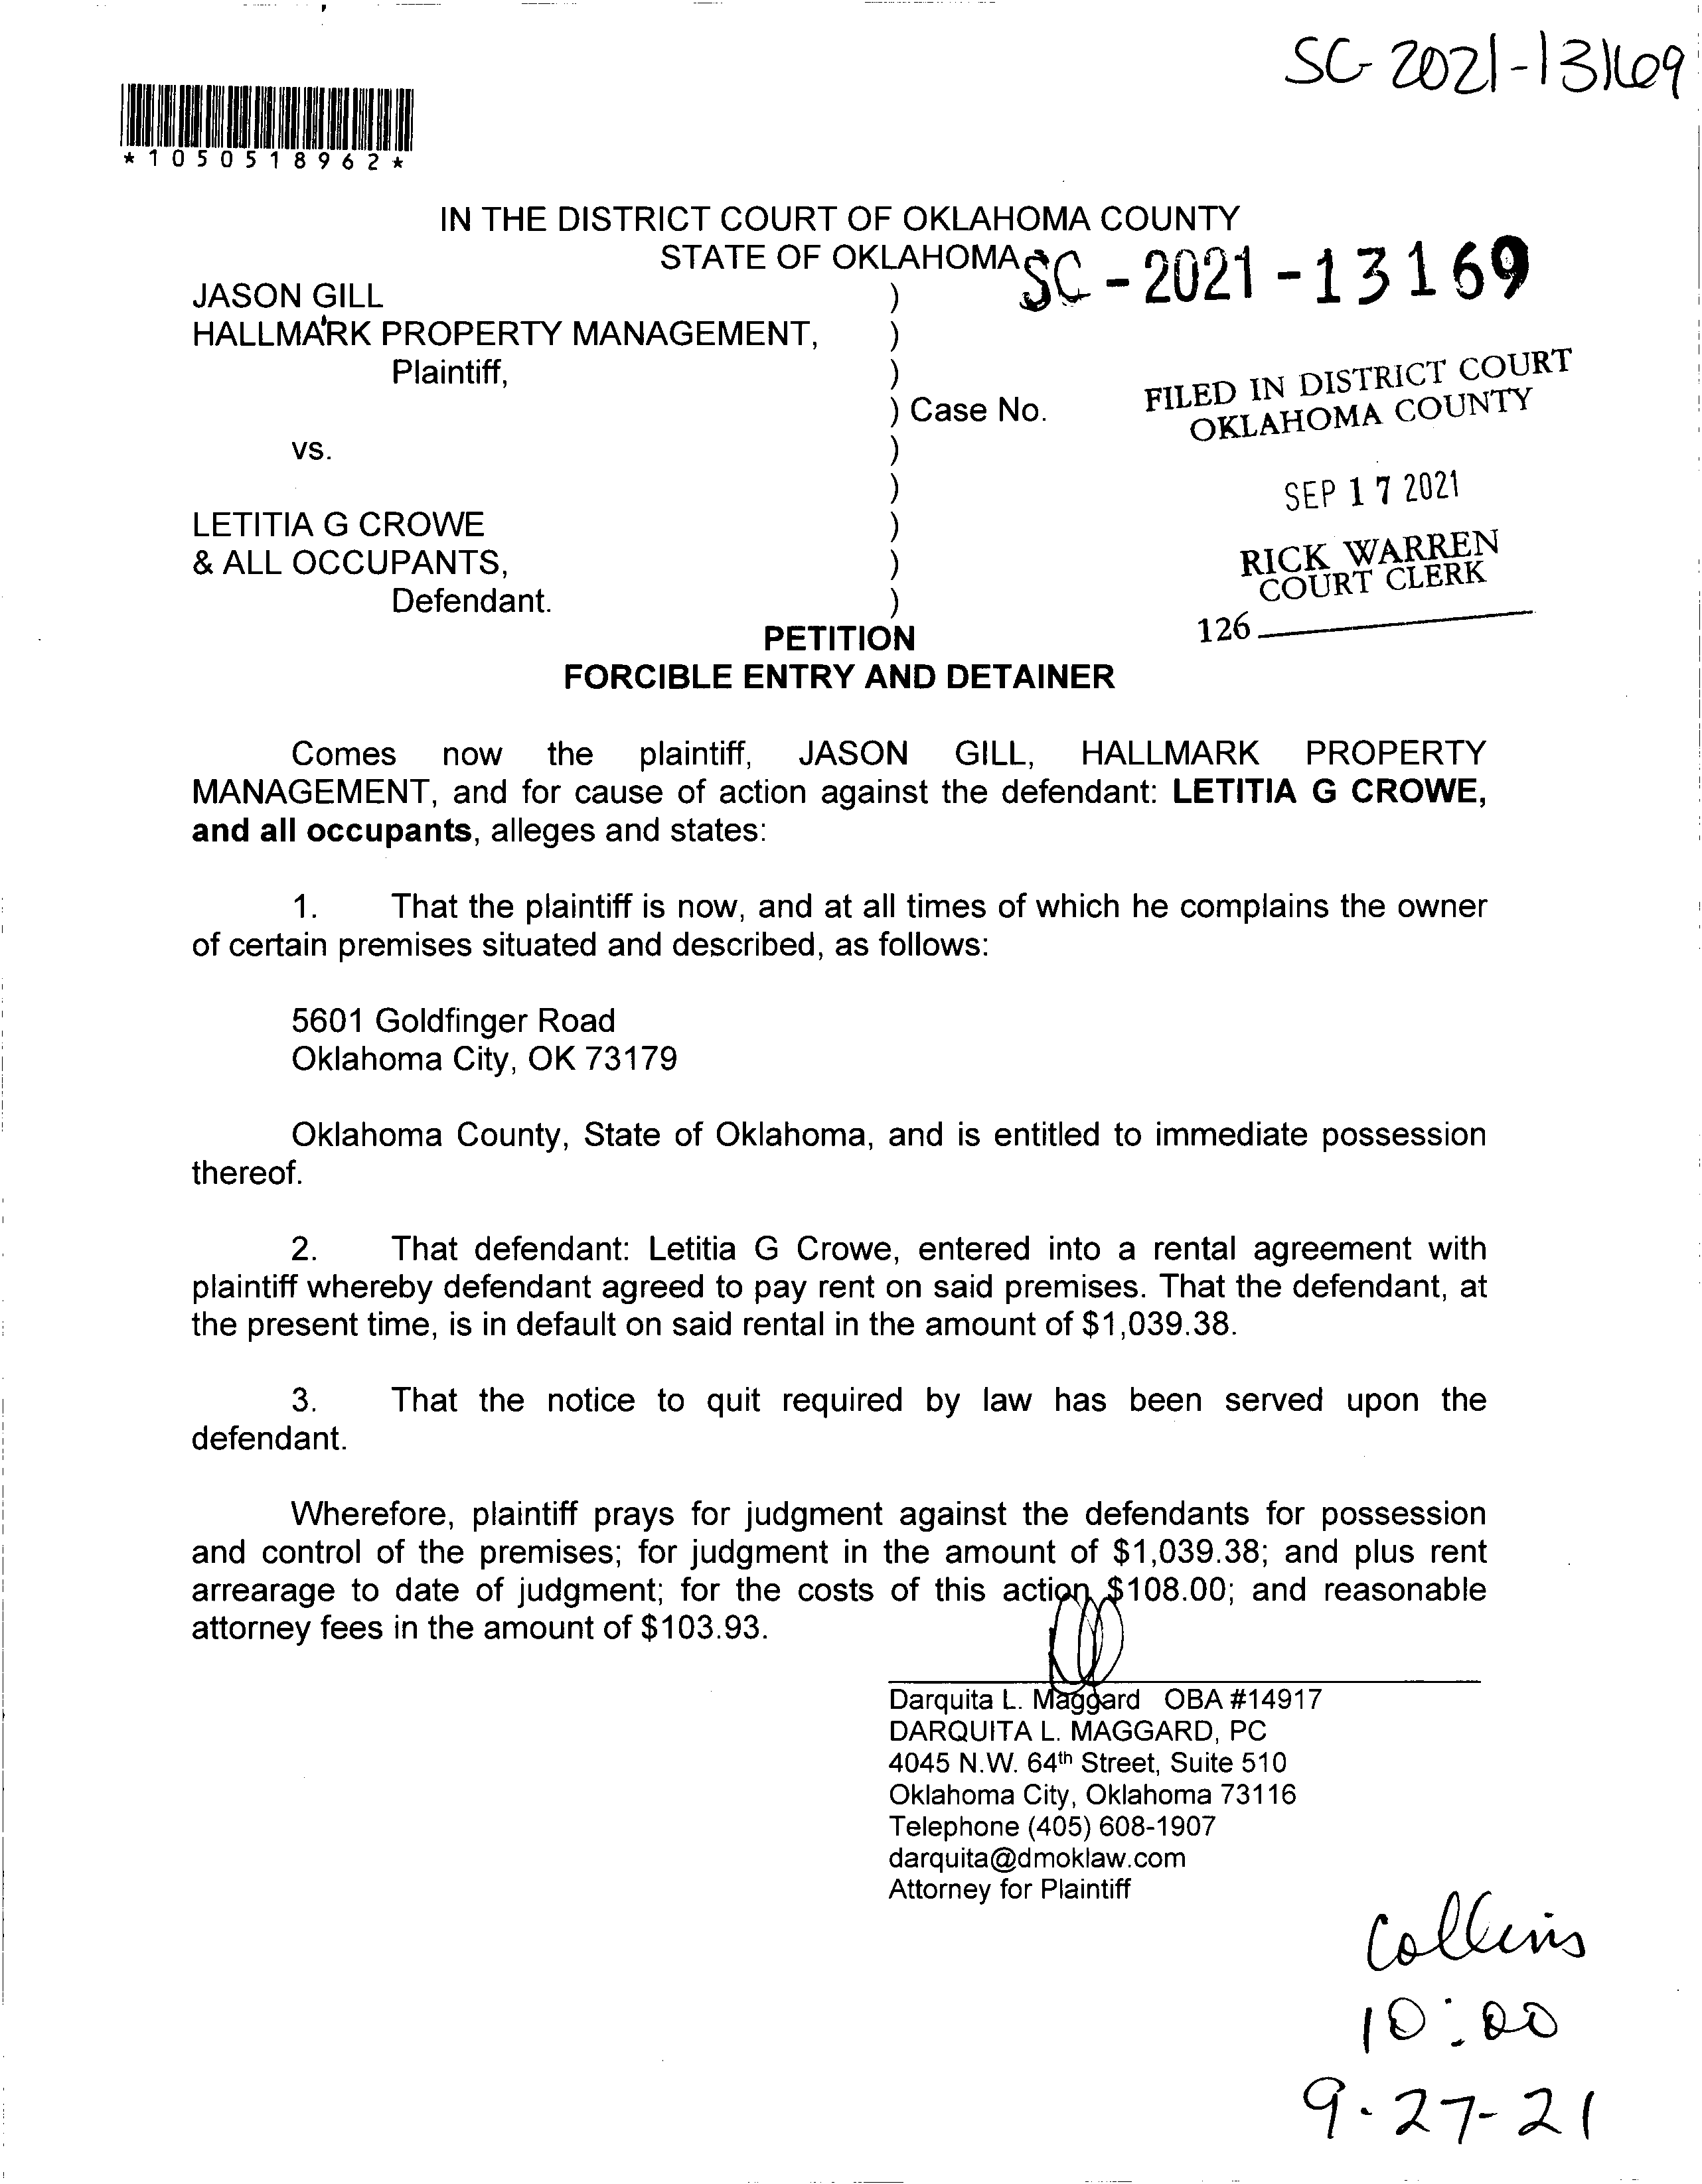 SC-2021-13169
*1050518962*
IN THE DISTRICT COURT OF OKLAHOMA COUNTY
STATE OF OKLAHOMA
SC-2021-13169
JASON GILL )
HALLMARK PROPERTY MANAGEMENT, )
Plaintiff, )
) Case No.
FILED IN DISTRICT COURT
OKLAHOMA COUNTY
vs. )
)
SEP 17 2021
LETITIA G CROWE )
& ALL OCCUPANTS, )
RICK WARREN
COURT CLERK
Defendant. )
126
PETITION
FORCIBLE ENTRY AND DETAINER
Comes now the plaintiff, JASON GILL, HALLMARK PROPERTY
MANAGEMENT, and for cause of action against the defendant: LETITIA G CROWE,
and all occupants, alleges and states:
1. That the plaintiff is now, and at all times of which he complains the owner
of certain premises situated and described, as follows:
5601 Goldfinger Road
Oklahoma City, OK 73179
Oklahoma County, State of Oklahoma, and is entitled to immediate possession
thereof.
2. That defendant: Letitia G Crowe, entered into a rental agreement with
plaintiff whereby defendant agreed to pay rent on said premises. That the defendant, at
the present time, is in default on said rental in the amount of $1,039.38.
3. That the notice to quit required by law has been served upon the
defendant.
Wherefore, plaintiff prays for judgment against the defendants for possession
and control of the premises; for judgment in the amount of $1,039.38; and plus rent
arrearage to date of judgment; for the costs of this action $108.00; and reasonable
attorney fees in the amount of $103.93.
Darquita L. Maggard OBA #14917
DARQUITA L. MAGGARD, PC
4045 N.W. 64th Street, Suite 510
Oklahoma City, Oklahoma 73116
Telephone (405) 608-1907
darquita@dmoklaw.com
Attorney for Plaintiff
Collins
10:00
9-27-21